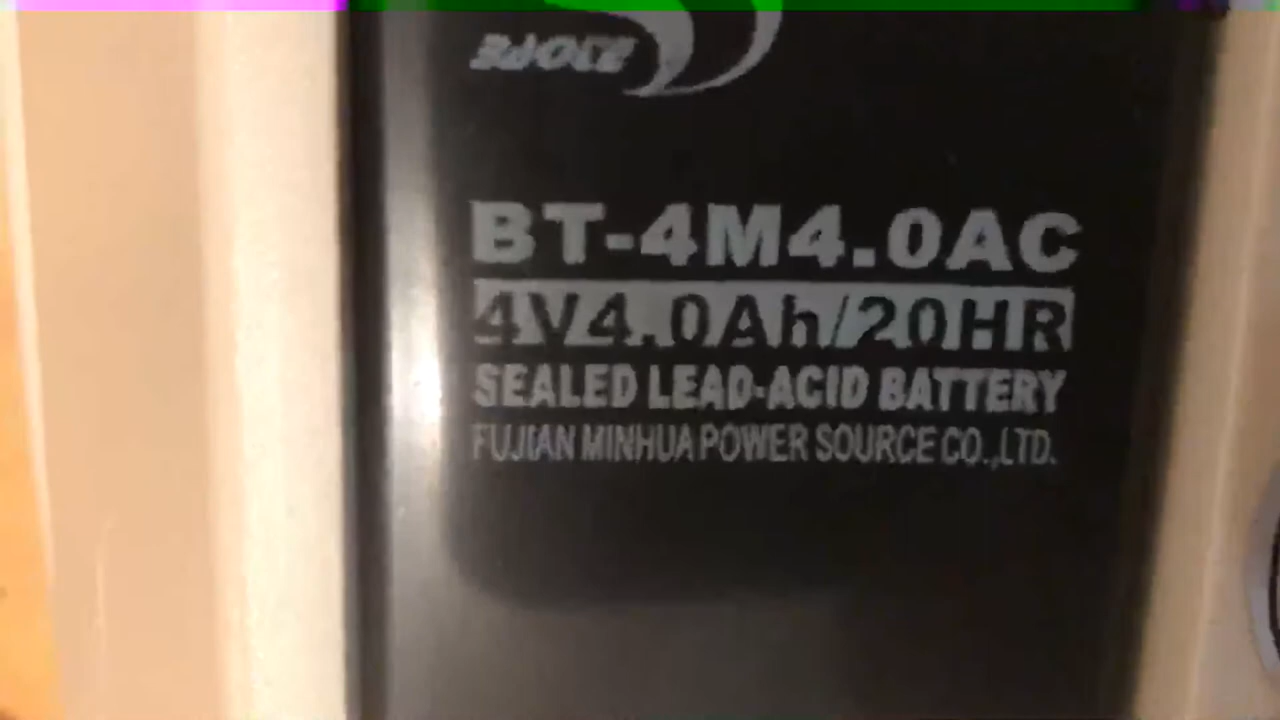 BT-4M4.0AC
4V4.0Ah/20HR
SEALED LEAD-ACID BATTERY
FUJIAN MINHUA POWER SOURCE CO.,LTD.